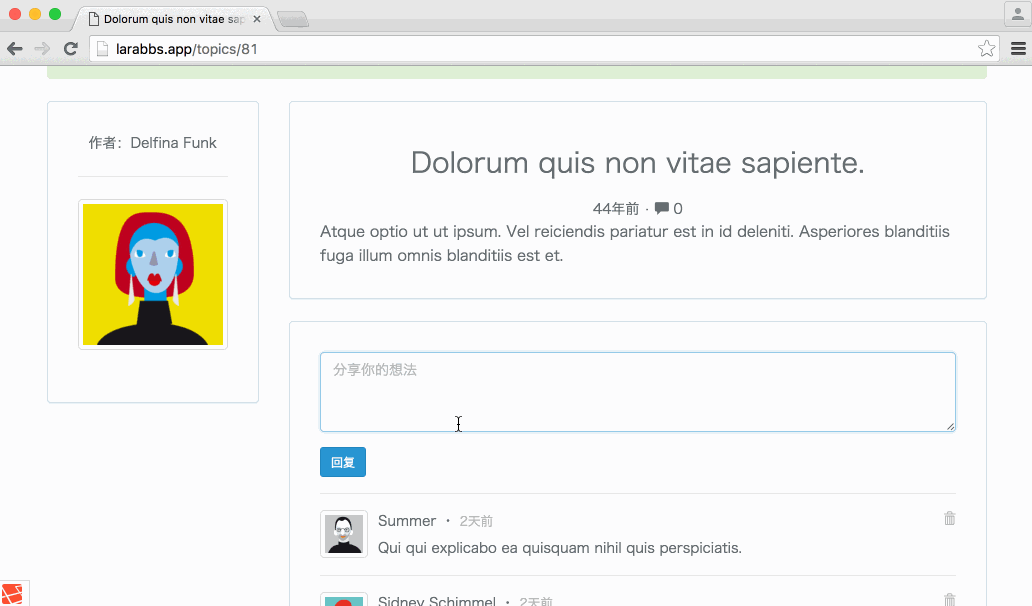 Dolorum quis non vitae sap
larabbs.app/topics/81
作者：Delfina Funk
Dolorum quis non vitae sapiente.
44年前 · 0
Atque optio ut ut ipsum. Vel reiciendis pariatur est in id deleniti. Asperiores blanditiis
fuga illum omnis blanditiis est et.
分享你的想法
回复
Summer · 2天前
Qui qui explicabo ea quisquam nihil quis perspiciatis.
Sidney Schimmel · 2天前